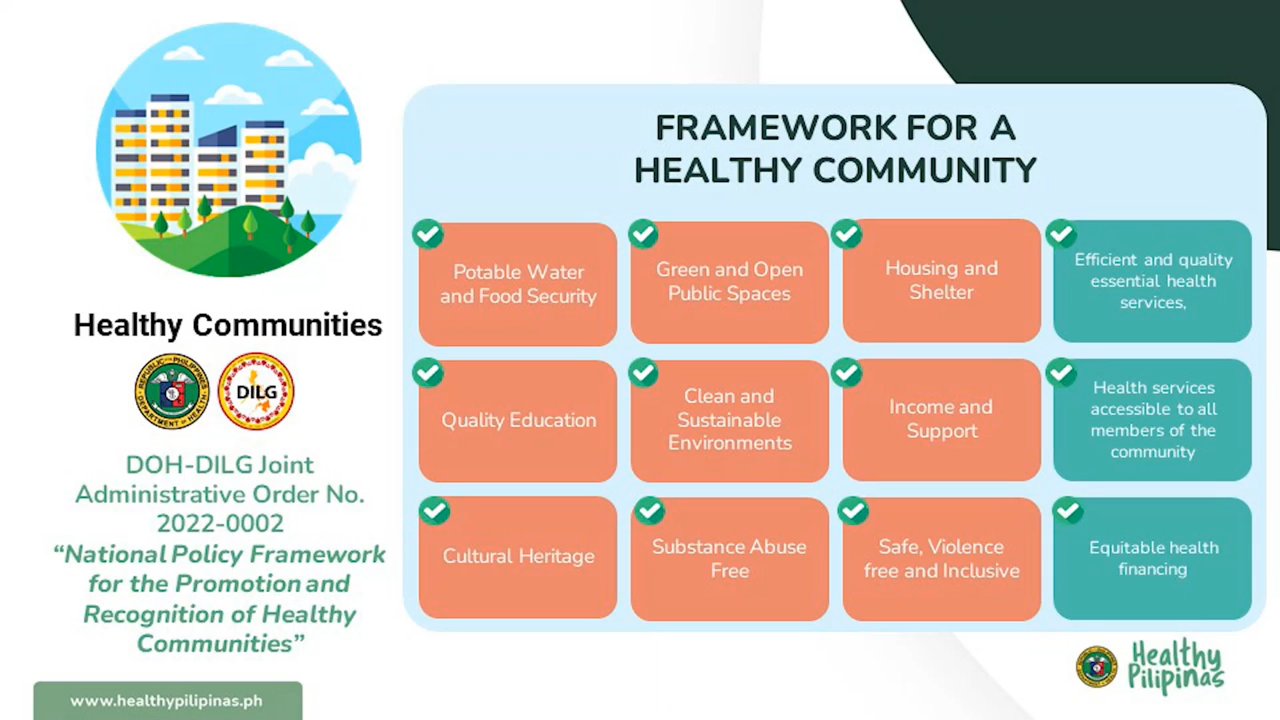 FRAMEWORK FOR A
HEALTHY COMMUNITY
Potable Water
and Food Security
Green and Open
Public Spaces
Housing and
Shelter
Efficient and quality
essential health
services,
Quality Education
Clean and
Sustainable
Environments
Income and
Support
Health services
accessible to all
members of the
community
Cultural Heritage
Substance Abuse
Free
Safe, Violence
free and Inclusive
Equitable health
financing
Healthy Communities
DILG
DOH-DILG Joint
Administrative Order No.
2022-0002
“National Policy Framework
for the Promotion and
Recognition of Healthy
Communities”
www.healthypilipinas.ph
Healthy
Pilipinas